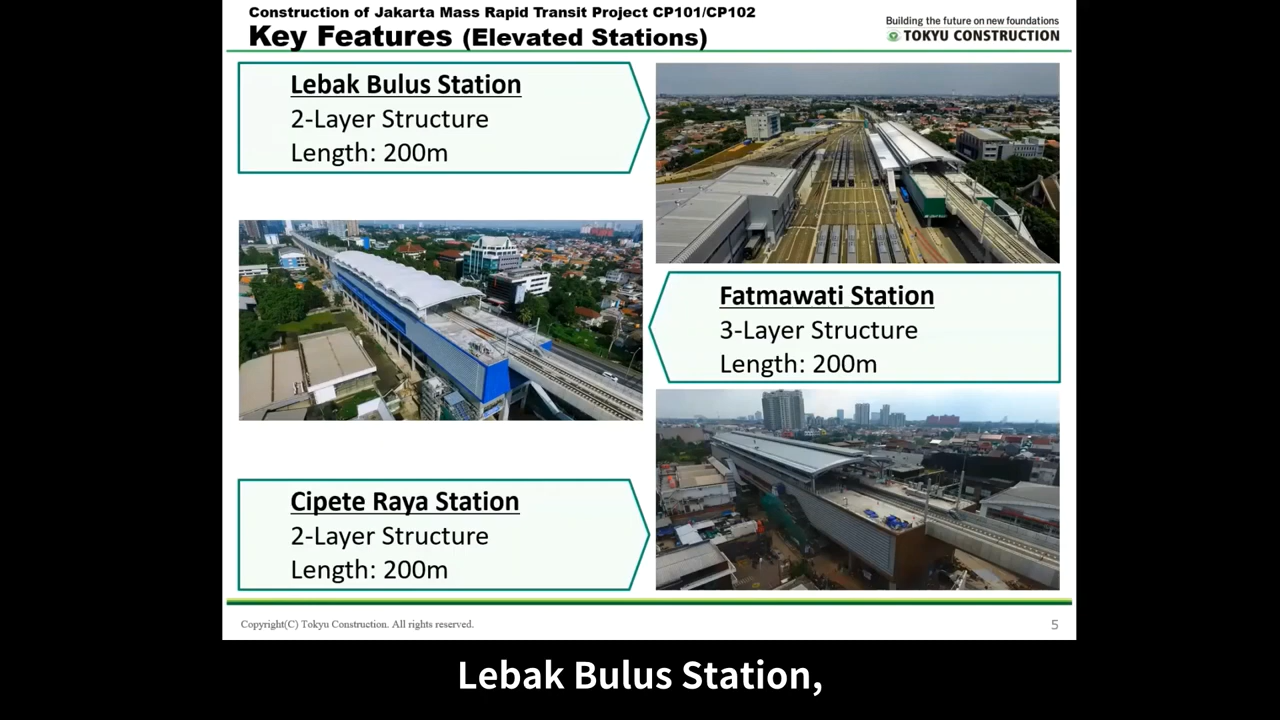 Construction of Jakarta Mass Rapid Transit Project CP101/CP102
Key Features (Elevated Stations)
Building the future on new foundations
TOKYU CONSTRUCTION
Lebak Bulus Station
2-Layer Structure
Length: 200m
Fatmawati Station
3-Layer Structure
Length: 200m
Cipete Raya Station
2-Layer Structure
Length: 200m
Copyright(C) Tokyu Construction. All rights reserved.
5
Lebak Bulus Station,